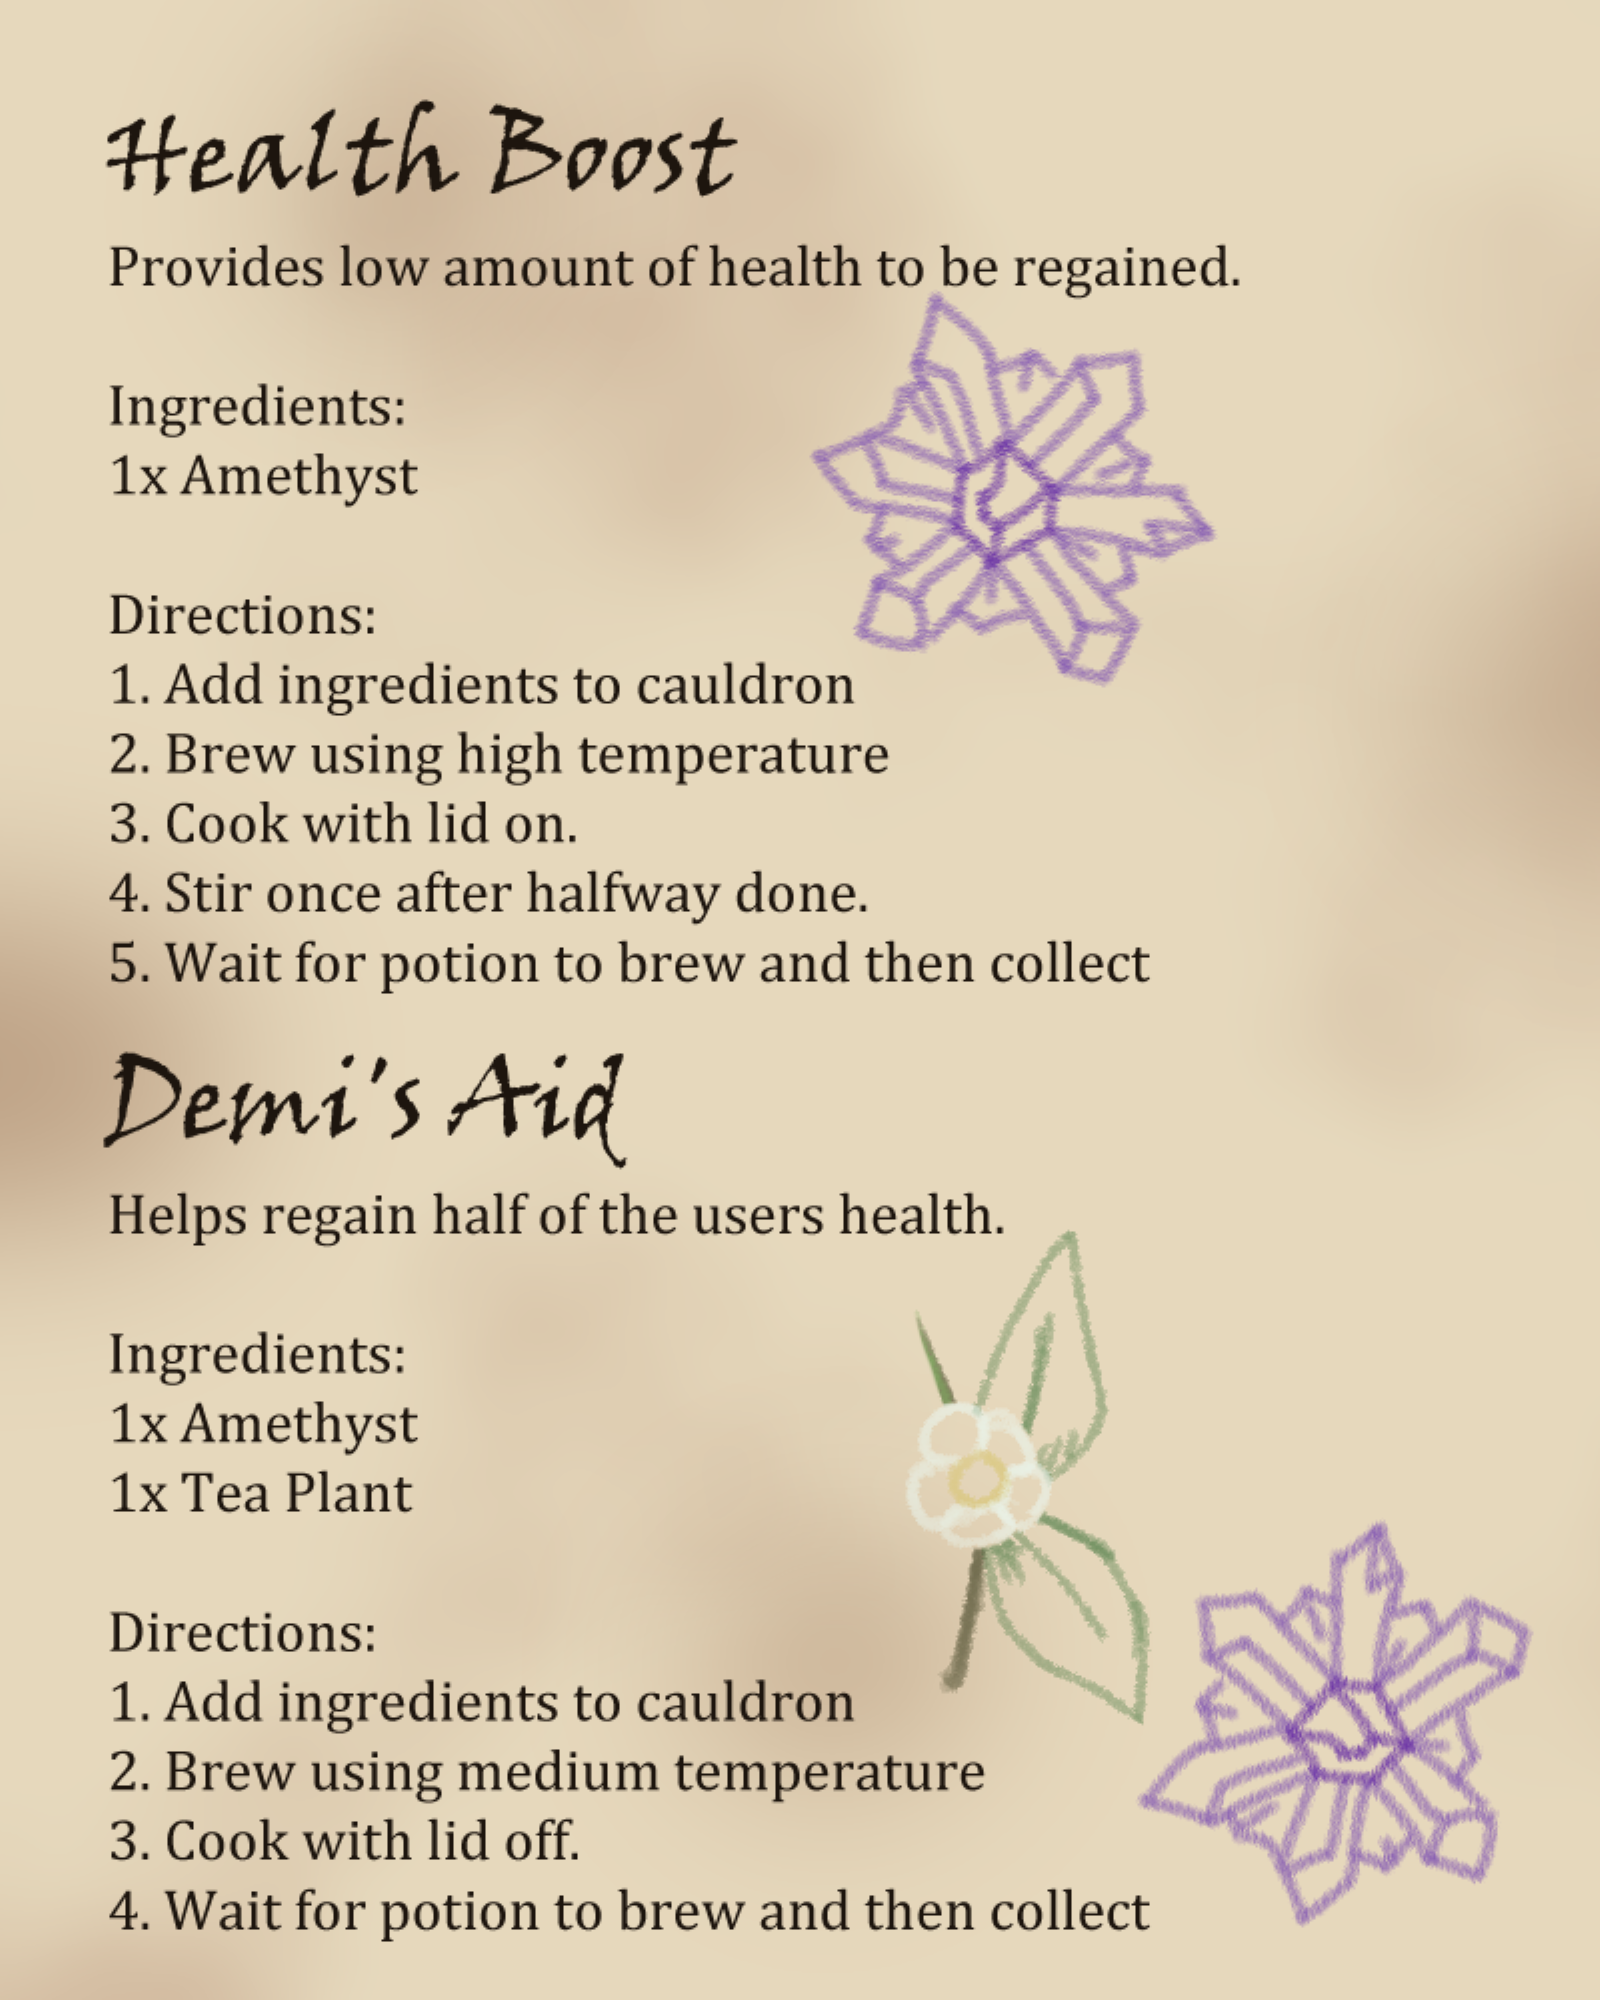 Health Boost
Provides low amount of health to be regained.
Ingredients:
1x Amethyst
Directions:
1. Add ingredients to cauldron
2. Brew using high temperature
3. Cook with lid on.
4. Stir once after halfway done.
5. Wait for potion to brew and then collect
Demi's Aid
Helps regain half of the users health.
Ingredients:
1x Amethyst
1x Tea Plant
Directions:
1. Add ingredients to cauldron
2. Brew using medium temperature
3. Cook with lid off.
4. Wait for potion to brew and then collect